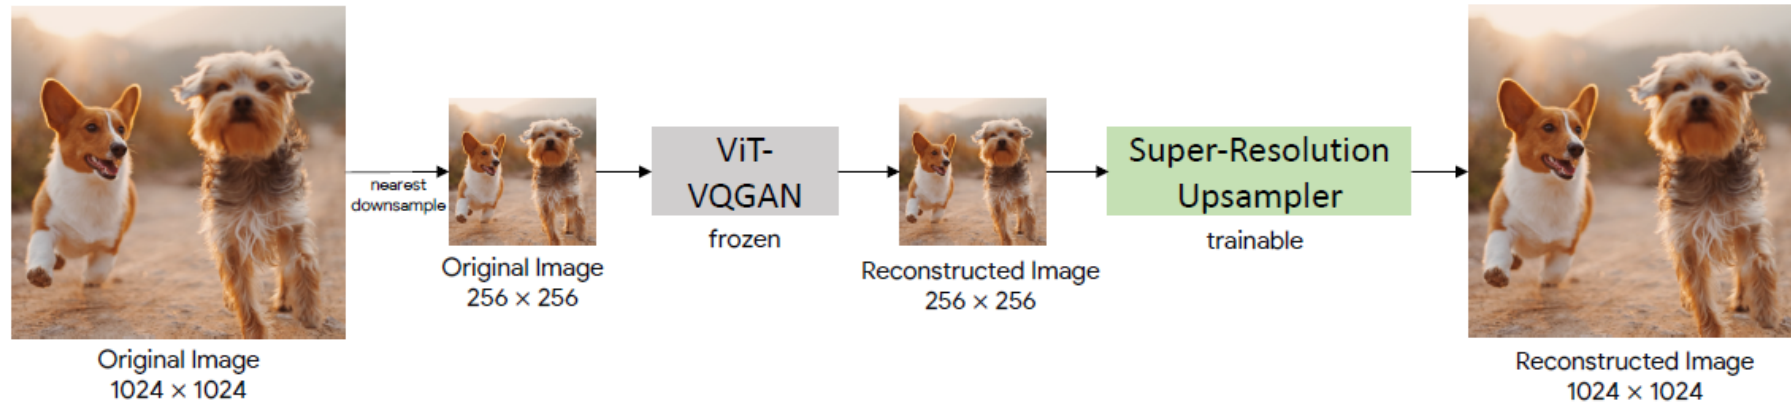 Original Image
1024 × 1024
nearest
downsample
Original Image
256 × 256
ViT-
VQGAN
frozen
Reconstructed Image
256 × 256
Super-Resolution
Upsampler
trainable
Reconstructed Image
1024 × 1024